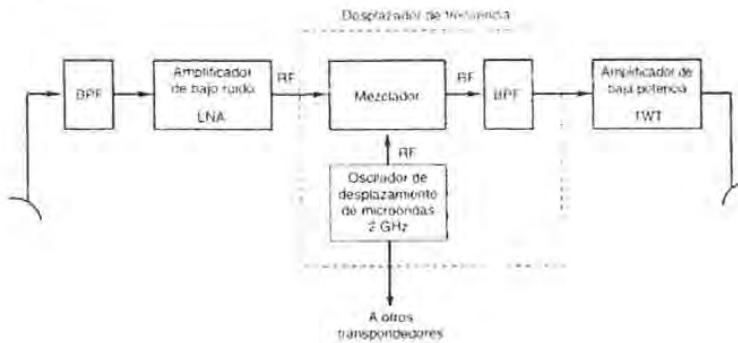 Desplazador de frecuencia
BPF
Amplificador
de bajo ruido
LNA
RF
Mezclador
RF
BPF
Amplificador de
baja potencia
TWT
RF
Oscilador de
desplazamiento
de microondas
2 GHz
A otros
transpondedores